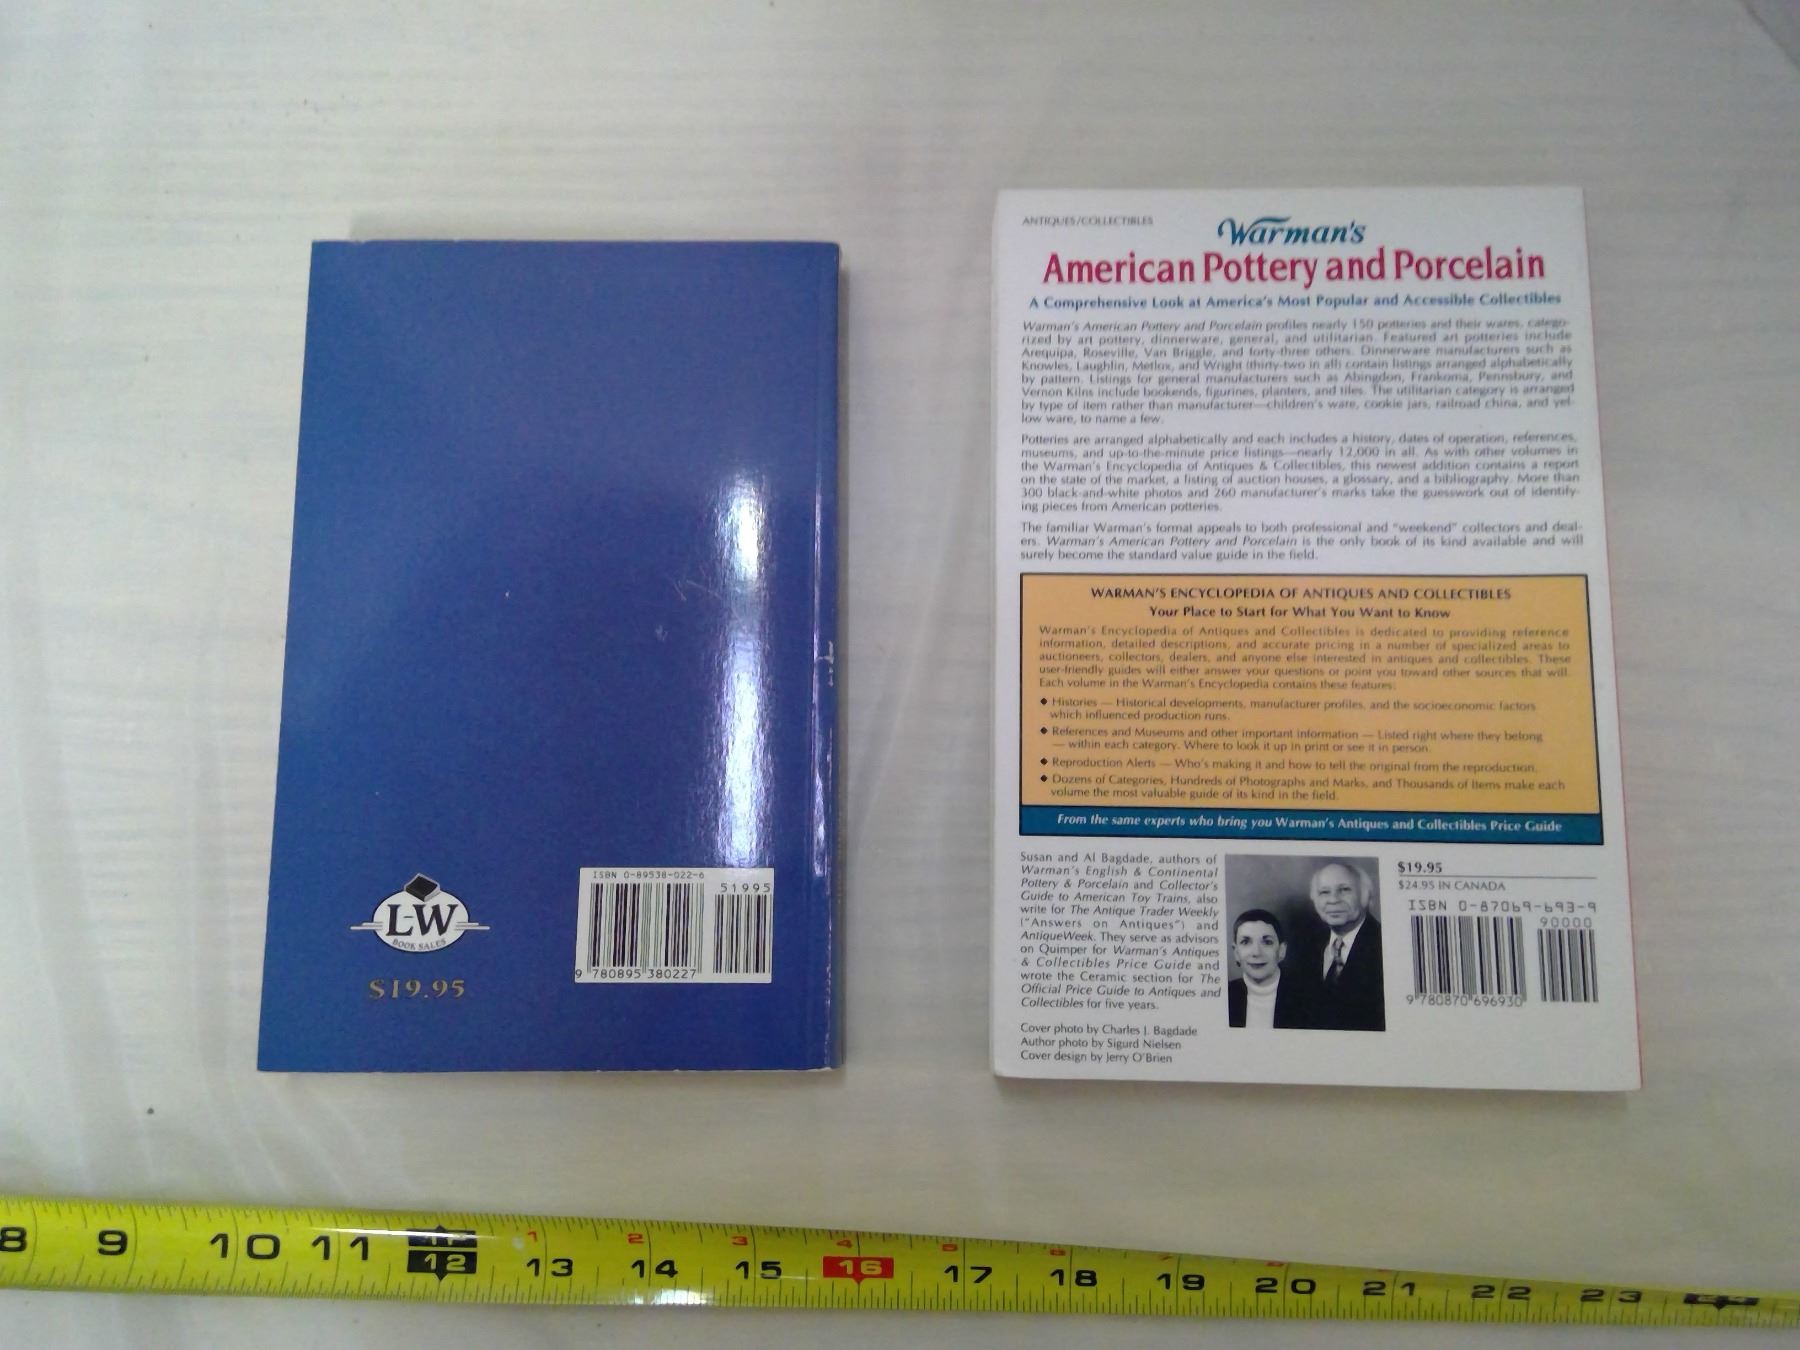 ISBN 0-89538-022-6
51995
9 780895 380227
L-W
BOOK SALES
$19.95
ANTIQUES/COLLECTIBLES
Warman's
American Pottery and Porcelain
A Comprehensive Look at America's Most Popular and Accessible Collectibles
Warman's American Pottery and Porcelain profiles nearly 150 potteries and their wares, catego-
rized by art pottery, dinnerware, general, and utilitarian. Featured art potteries include
Arequipa, Roseville, Van Briggle, and forty-three others. Dinnerware manufacturers such as
Knowles, Laughlin, Metlox, and Wright (thirty-two in all) contain listings arranged alphabetically
by pattern. Listings for general manufacturers such as Abingdon, Frankoma, Pennsbury, and
Vernon Kilns include bookends, figurines, planters, and tiles. The utilitarian category is arranged
by type of item rather than manufacturer—children's ware, cookie jars, railroad china, and yel-
low ware, to name a few.
Potteries are arranged alphabetically and each includes a history, dates of operation, references,
museums, and up-to-the-minute price listings—nearly 12,000 in all. As with other volumes in
the Warman's Encyclopedia of Antiques & Collectibles, this newest addition contains a report
on the state of the market, a listing of auction houses, a glossary, and a bibliography. More than
300 black-and-white photos and 260 manufacturer's marks take the guesswork out of identify-
ing pieces from American potteries.
The familiar Warman's format appeals to both professional and "weekend" collectors and deal-
ers. Warman's American Pottery and Porcelain is the only book of its kind available and will
surely become the standard value guide in the field.
WARMAN'S ENCYCLOPEDIA OF ANTIQUES AND COLLECTIBLES
Your Place to Start for What You Want to Know
Warman's Encyclopedia of Antiques and Collectibles is dedicated to providing reference
information, detailed descriptions, and accurate pricing in a number of specialized areas to
auctioneers, collectors, dealers, and anyone else interested in antiques and collectibles. These
user-friendly guides will either answer your questions or point you toward other sources that will.
Each volume in the Warman's Encyclopedia contains these features:
◆ Histories — Historical developments, manufacturer profiles, and the socioeconomic factors
which influenced production runs.
◆ References and Museums and other important information — Listed right where they belong
— within each category. Where to look it up in print or see it in person.
◆ Reproduction Alerts — Who's making it and how to tell the original from the reproduction.
◆ Dozens of Categories, Hundreds of Photographs and Marks, and Thousands of Items make each
volume the most valuable guide of its kind in the field.
From the same experts who bring you Warman's Antiques and Collectibles Price Guide
Susan and Al Bagdade, authors of
Warman's English & Continental
Pottery & Porcelain and Collector's
Guide to American Toy Trains, also
write for The Antique Trader Weekly
("Answers on Antiques") and
AntiqueWeek. They serve as advisors
on Quimper for Warman's Antiques
& Collectibles Price Guide and
wrote the Ceramic section for The
Official Price Guide to Antiques and
Collectibles for five years.
Cover photo by Charles J. Bagdade
Author photo by Sigurd Nielsen
Cover design by Jerry O'Brien
$19.95
$24.95 IN CANADA
ISBN 0-87069-693-9
90000
9 780870 696930
1 2 3 4 5 6 7
8 9 10 11 12 13 14 15 16 17 18 19 20 21 22 23 24